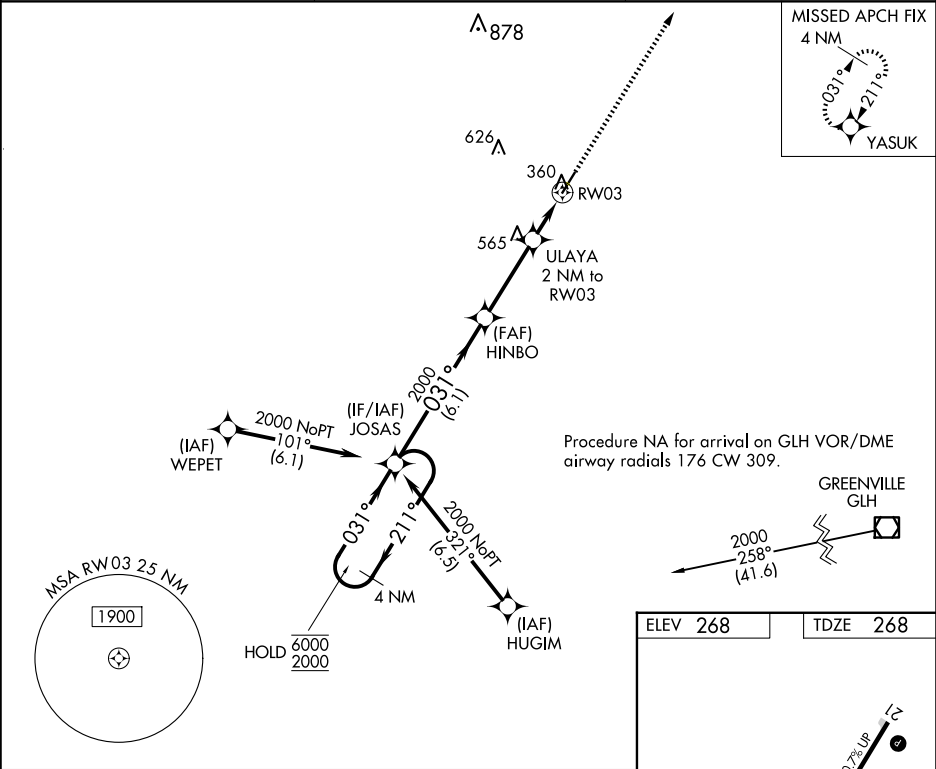 878
MISSED APCH FIX
4 NM
031°
211°
YASUK
626
360
RW03
565
ULAYA
2 NM to
RW03
(FAF)
HINBO
2000
031°
(6.1)
(IF/IAF)
JOSAS
2000 NoPT
101°
(6.1)
(IAF)
WEPET
Procedure NA for arrival on GLH VOR/DME
airway radials 176 CW 309.
GREENVILLE
GLH
2000
258°
(41.6)
031°
211°
2000 NoPT
321°
(6.5)
4 NM
(IAF)
HUGIM
HOLD 6000
2000
MSA RW03 25 NM
1900
ELEV 268
TDZE 268
21
0.7% UP
P